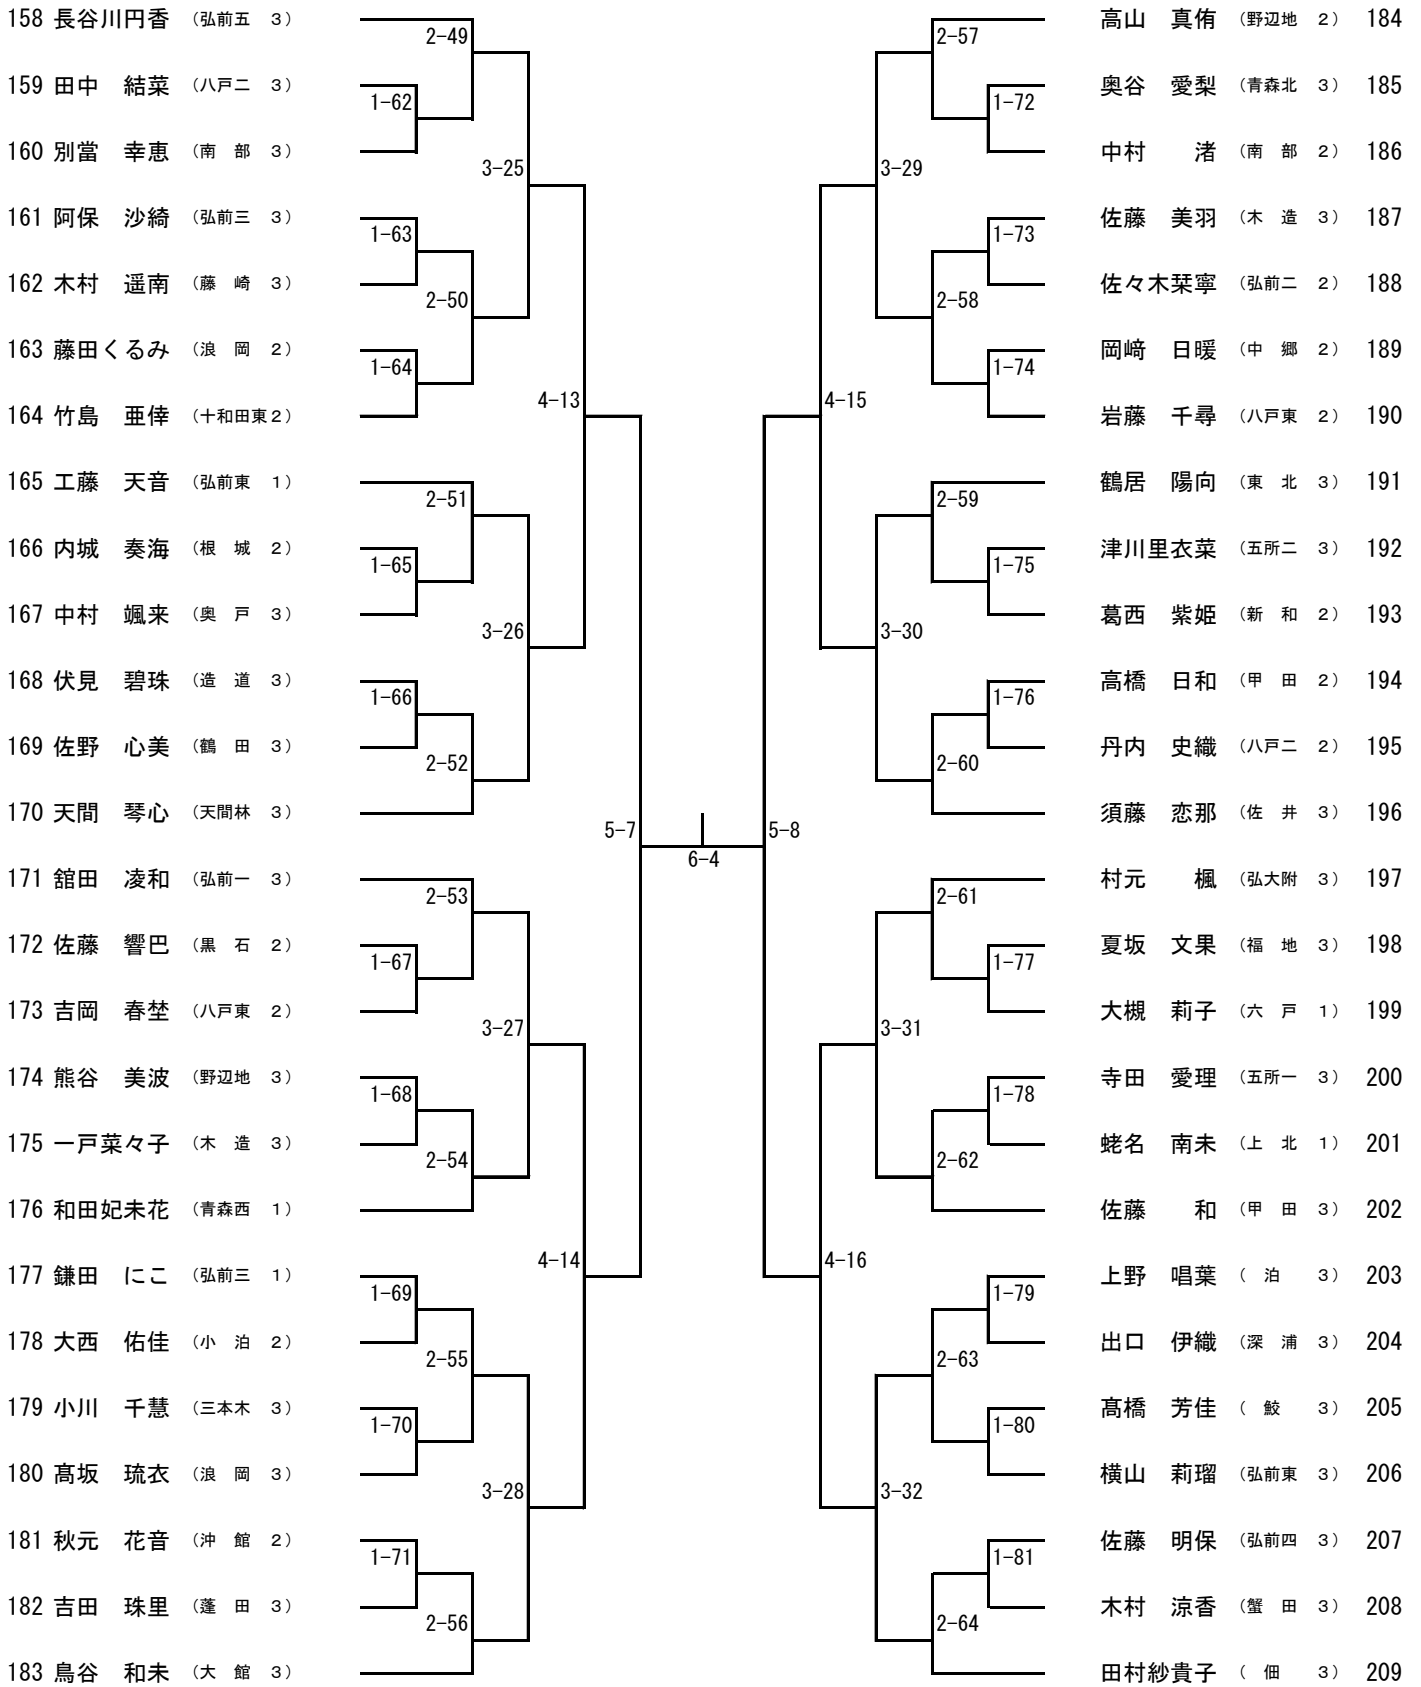 158 長谷川円香 （弘前五 3）
2-49
159 田中 結菜 （八戸二 3）
1-62
160 別當 幸恵 （南 部 3）
3-25
161 阿保 沙綺 （弘前三 3）
1-63
162 木村 遥南 （藤 崎 3）
2-50
163 藤田くるみ （浪 岡 2）
1-64
164 竹島 亜倖 （十和田東2）
4-13
165 工藤 天音 （弘前東 1）
2-51
166 内城 奏海 （根 城 2）
1-65
167 中村 颯来 （奥 戸 3）
3-26
168 伏見 碧珠 （造 道 3）
1-66
169 佐野 心美 （鶴 田 3）
2-52
170 天間 琴心 （天間林 3）
5-7
171 舘田 凌和 （弘前一 3）
2-53
172 佐藤 響巴 （黒 石 2）
1-67
173 吉岡 春埜 （八戸東 2）
3-27
174 熊谷 美波 （野辺地 3）
1-68
175 一戸菜々子 （木 造 3）
2-54
176 和田妃未花 （青森西 1）
4-14
177 鎌田 にこ （弘前三 1）
1-69
178 大西 佑佳 （小 泊 2）
2-55
179 小川 千慧 （三本木 3）
1-70
180 髙坂 琉衣 （浪 岡 3）
3-28
181 秋元 花音 （沖 館 2）
1-71
182 吉田 珠里 （蓬 田 3）
2-56
183 鳥谷 和未 （大 館 3）
6-4
高山 真侑 （野辺地 2） 184
2-57
奥谷 愛梨 （青森北 3） 185
1-72
中村 渚 （南 部 2） 186
3-29
佐藤 美羽 （木 造 3） 187
1-73
佐々木栞寧 （弘前二 2） 188
2-58
岡﨑 日暖 （中 郷 2） 189
1-74
岩藤 千尋 （八戸東 2） 190
4-15
鶴居 陽向 （東 北 3） 191
2-59
津川里衣菜 （五所二 3） 192
1-75
葛西 紫姫 （新 和 2） 193
3-30
高橋 日和 （甲 田 2） 194
1-76
丹内 史織 （八戸二 2） 195
2-60
須藤 恋那 （佐 井 3） 196
5-8
村元 楓 （弘大附 3） 197
2-61
夏坂 文果 （福 地 3） 198
1-77
大槻 莉子 （六 戸 1） 199
3-31
寺田 愛理 （五所一 3） 200
1-78
蛯名 南未 （上 北 1） 201
2-62
佐藤 和 （甲 田 3） 202
4-16
上野 唱葉 （ 泊 3） 203
1-79
出口 伊織 （深 浦 3） 204
2-63
髙橋 芳佳 （ 鮫 3） 205
1-80
横山 莉瑠 （弘前東 3） 206
3-32
佐藤 明保 （弘前四 3） 207
1-81
木村 涼香 （蟹 田 3） 208
2-64
田村紗貴子 （ 佃 3） 209